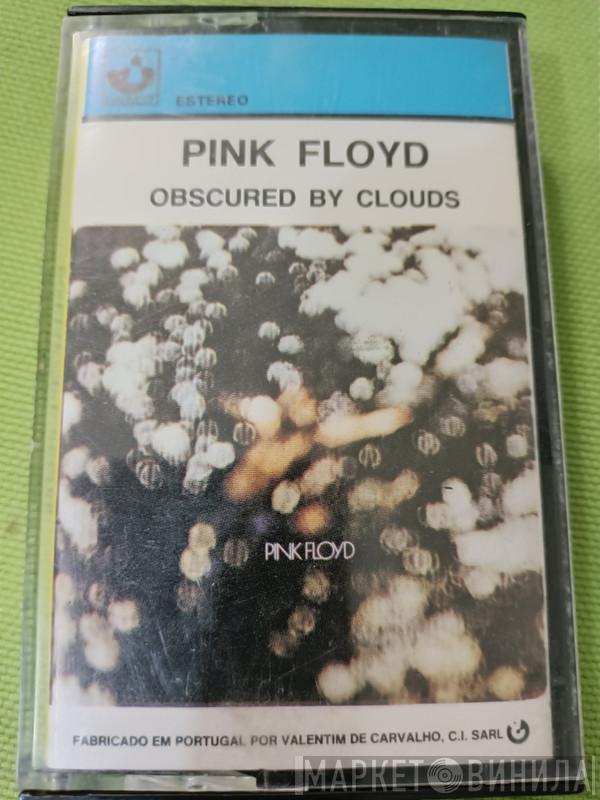 ESTEREO
PINK FLOYD
OBSCURED BY CLOUDS
PINK FLOYD
FABRICADO EM PORTUGAL POR VALENTIM DE CARVALHO, C.I. SARL
МАРКЕТ ВИНИЛА